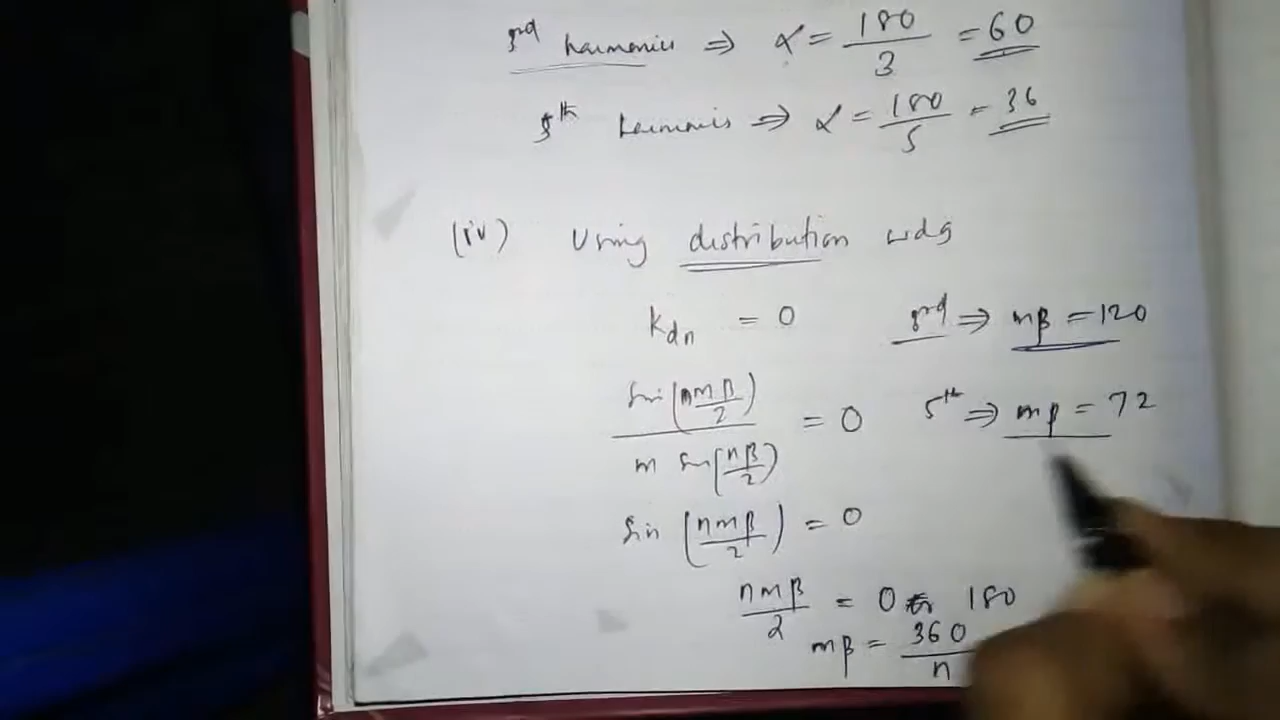 3rd harmonics ⇒ α = 180/3 = 60
5th harmonics ⇒ α = 180/5 = 36
(iv) Using distribution wdg
Kdn = 0
3rd ⇒ mβ = 120
sin(nmβ/2) / m sin(nβ/2) = 0
5th ⇒ mβ = 72
sin (nmβ/2) = 0
nmβ/2 = 0 or 180
mβ = 360/n